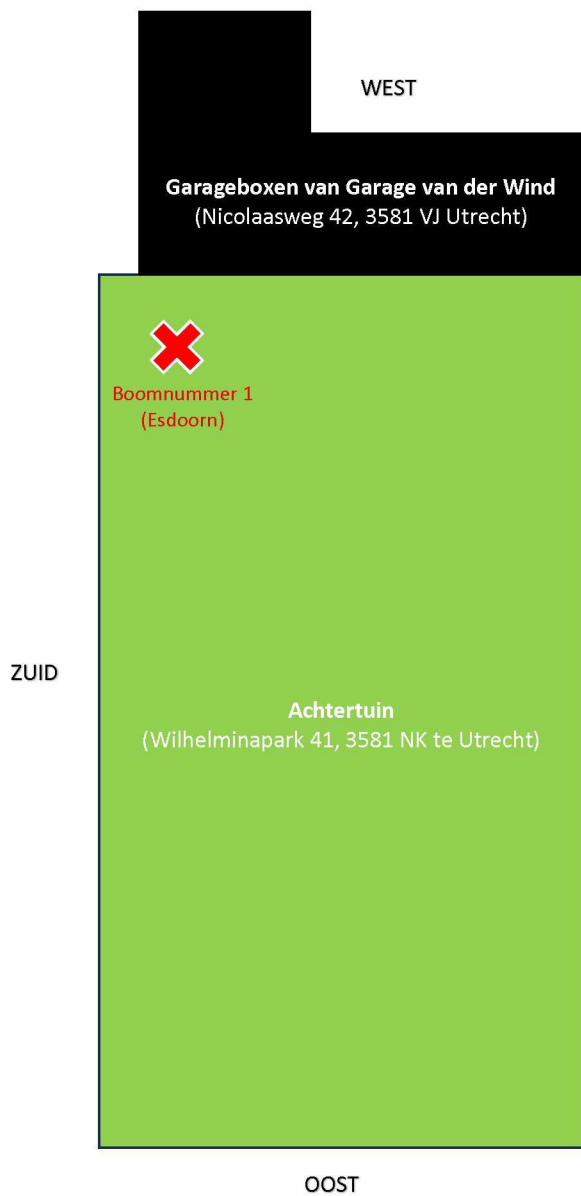 WEST
Garageboxen van Garage van der Wind
(Nicolaasweg 42, 3581 VJ Utrecht)
Boomnummer 1
(Esdoorn)
ZUID
Achtertuin
(Wilhelminapark 41, 3581 NK te Utrecht)
OOST